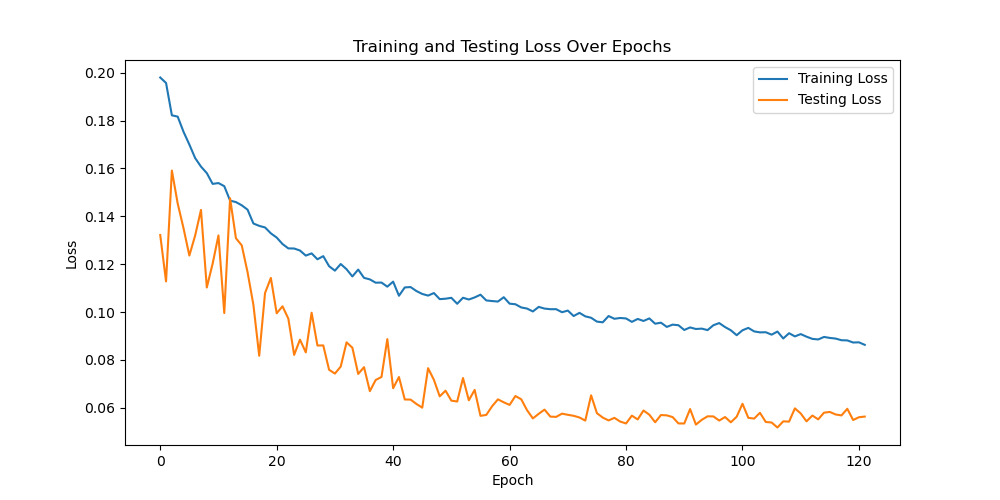 Training and Testing Loss Over Epochs
Training Loss
Testing Loss
0.20
0.18
0.16
0.14
0.12
0.10
0.08
0.06
Loss
0 20 40 60 80 100 120
Epoch